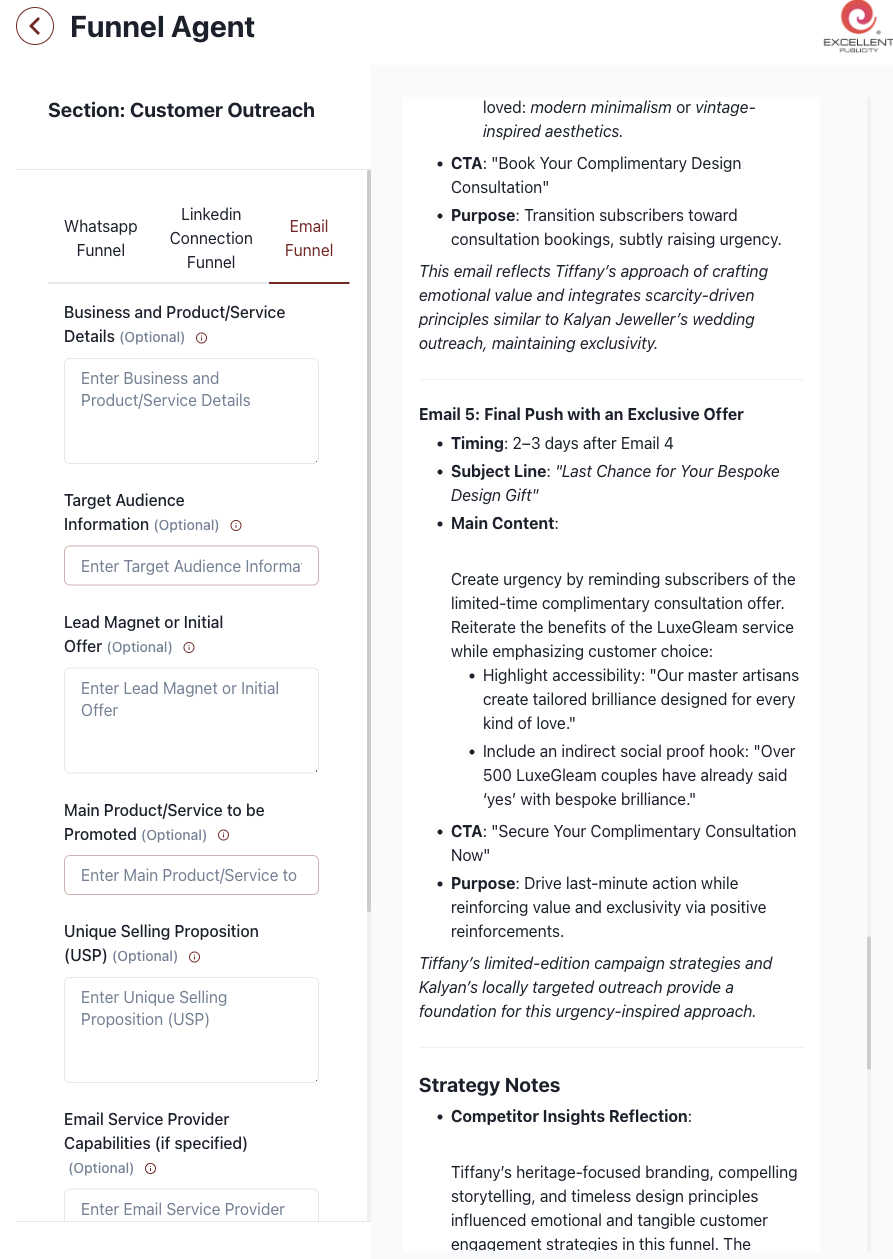 Funnel Agent
EXCELLENT
PUBLICITY
Section: Customer Outreach
Whatsapp
Funnel
Linkedin
Connection
Funnel
Email
Funnel
Business and Product/Service
Details (Optional)
Enter Business and
Product/Service Details
Target Audience
Information (Optional)
Enter Target Audience Informa
Lead Magnet or Initial
Offer (Optional)
Enter Lead Magnet or Initial
Offer
Main Product/Service to be
Promoted (Optional)
Enter Main Product/Service to
Unique Selling Proposition
(USP) (Optional)
Enter Unique Selling
Proposition (USP)
Email Service Provider
Capabilities (if specified)
(Optional)
Enter Email Service Provider
loved: modern minimalism or vintage-
inspired aesthetics.
• CTA: "Book Your Complimentary Design
Consultation"
• Purpose: Transition subscribers toward
consultation bookings, subtly raising urgency.
This email reflects Tiffany’s approach of crafting
emotional value and integrates scarcity-driven
principles similar to Kalyan Jeweller’s wedding
outreach, maintaining exclusivity.
Email 5: Final Push with an Exclusive Offer
• Timing: 2–3 days after Email 4
• Subject Line: "Last Chance for Your Bespoke
Design Gift"
• Main Content:
Create urgency by reminding subscribers of the
limited-time complimentary consultation offer.
Reiterate the benefits of the LuxeGleam service
while emphasizing customer choice:
• Highlight accessibility: "Our master artisans
create tailored brilliance designed for every
kind of love."
• Include an indirect social proof hook: "Over
500 LuxeGleam couples have already said
‘yes’ with bespoke brilliance."
• CTA: "Secure Your Complimentary Consultation
Now"
• Purpose: Drive last-minute action while
reinforcing value and exclusivity via positive
reinforcements.
Tiffany’s limited-edition campaign strategies and
Kalyan’s locally targeted outreach provide a
foundation for this urgency-inspired approach.
Strategy Notes
• Competitor Insights Reflection:
Tiffany’s heritage-focused branding, compelling
storytelling, and timeless design principles
influenced emotional and tangible customer
engagement strategies in this funnel. The